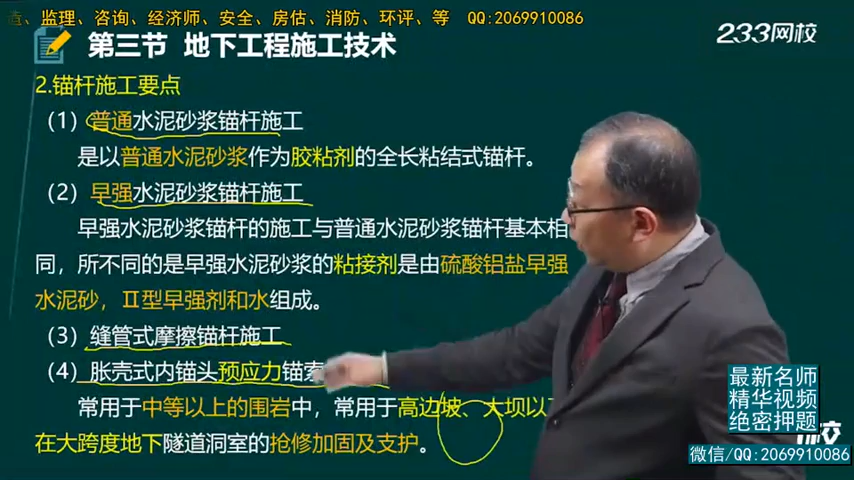 监理、咨询、经济师、安全、房估、消防、环评、等 QQ:2069910086
第三节 地下工程施工技术
233网校
2.锚杆施工要点
（1）普通水泥砂浆锚杆施工
是以普通水泥砂浆作为胶粘剂的全长粘结式锚杆。
（2）早强水泥砂浆锚杆施工
早强水泥砂浆锚杆的施工与普通水泥砂浆锚杆基本相
同，所不同的是早强水泥砂浆的粘接剂是由硫酸铝盐早强
水泥砂，Ⅱ型早强剂和水组成。
（3）缝管式摩擦锚杆施工
（4）胀壳式内锚头预应力锚索
常用于中等以上的围岩中，常用于高边坡、大坝以
在大跨度地下隧道洞室的抢修加固及支护。
最新名师
精华视频
绝密押题
校
微信/QQ:2069910086